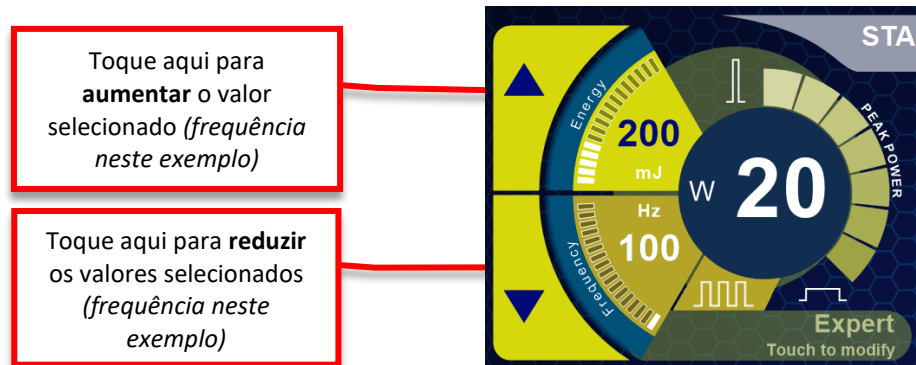 Toque aqui para
aumentar o valor
selecionado (frequência
neste exemplo)
Toque aqui para reduzir
os valores selecionados
(frequência neste
exemplo)
STA
Energy
200
mJ
Hz
100
Frequency
W 20
PEAK POWER
Expert
Touch to modify